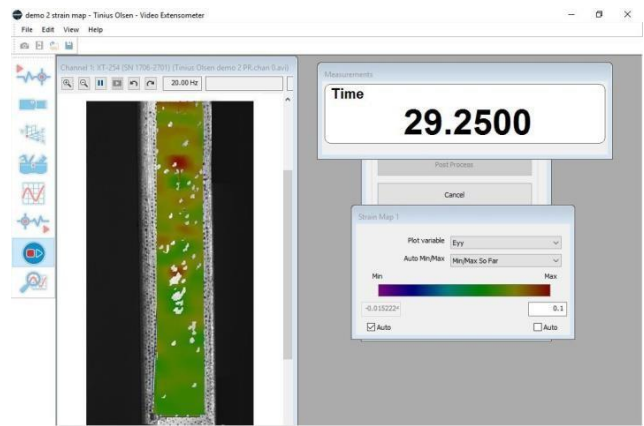 demo 2 strain map - Tinius Olsen - Video Extensometer
File Edit View Help
Channel 1: XT-254 (SN 1706-2701) (Tinius Olsen demo 2 PR.chan 0.avi)
20.00 Hz
Measurements
Time
29.2500
Post Process
Cancel
Strain Map 1
Plot variable Eyy
Auto Min/Max Min/Max So Far
Min Max
0.1
Auto Auto